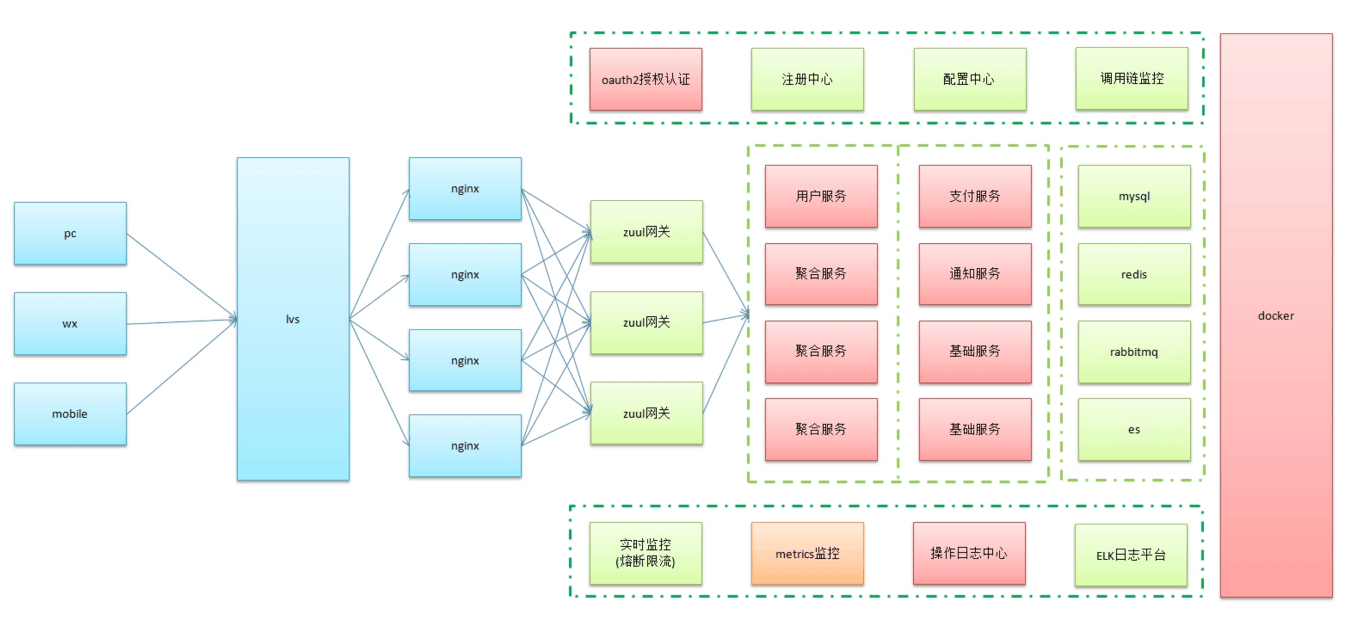 oauth2授权认证
注册中心
配置中心
调用链监控
pc
wx
mobile
lvs
nginx
nginx
nginx
nginx
zuul网关
zuul网关
zuul网关
用户服务
聚合服务
聚合服务
聚合服务
支付服务
通知服务
基础服务
基础服务
mysql
redis
rabbitmq
es
docker
实时监控
(熔断限流)
metrics监控
操作日志中心
ELK日志平台